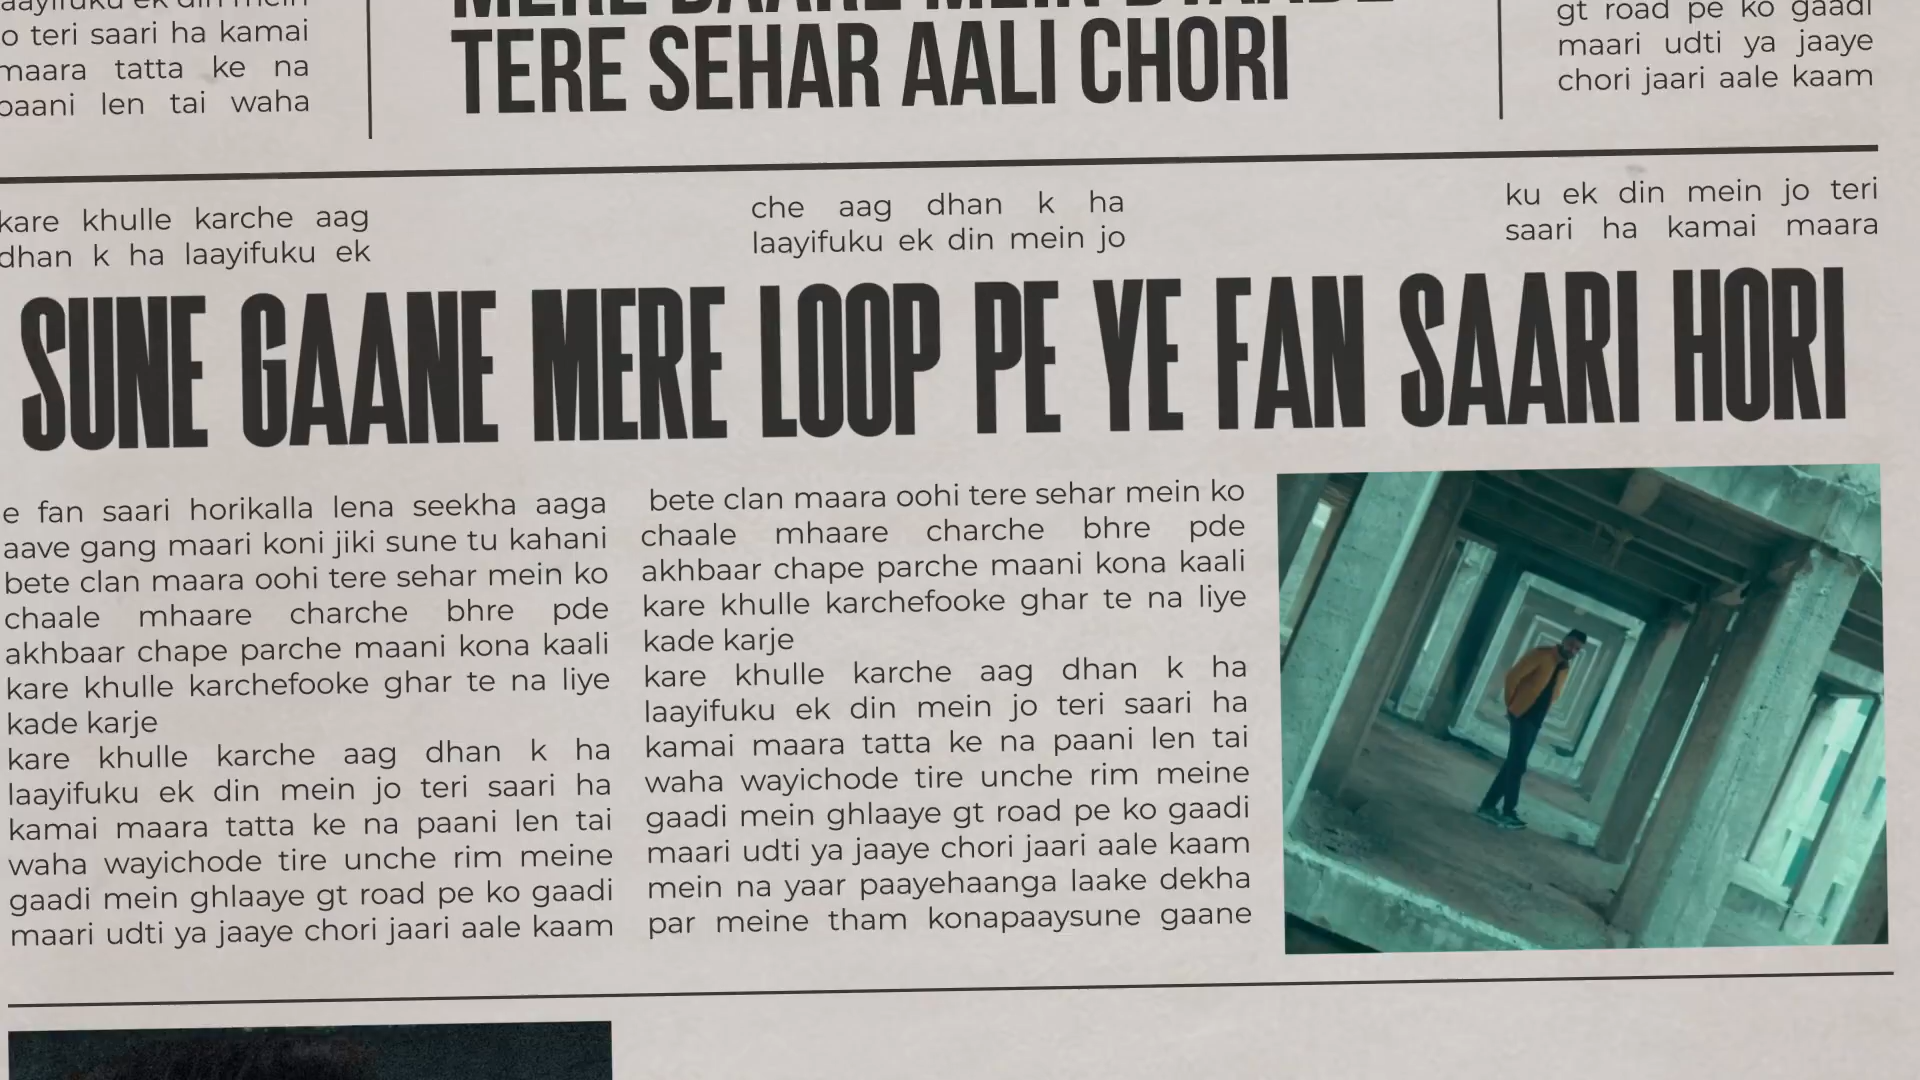 o teri saari ha kamai
maara tatta ke na
paani len tai waha
TERE SEHAR AALI CHORI
gt road pe ko gaadi
maari udti ya jaaye
chori jaari aale kaam
kare khulle karche aag
dhan k ha laayifuku ek
che aag dhan k ha
laayifuku ek din mein jo
ku ek din mein jo teri
saari ha kamai maara
SUNE GAANE MERE LOOP PE YE FAN SAARI HORI
e fan saari horikalla lena seekha aaga
aave gang maari koni jiki sune tu kahani
bete clan maara oohi tere sehar mein ko
chaale mhaare charche bhre pde
akhbaar chape parche maani kona kaali
kare khulle karchefooke ghar te na liye
kade karje
kare khulle karche aag dhan k ha
laayifuku ek din mein jo teri saari ha
kamai maara tatta ke na paani len tai
waha wayichode tire unche rim meine
gaadi mein ghlaaye gt road pe ko gaadi
maari udti ya jaaye chori jaari aale kaam
bete clan maara oohi tere sehar mein ko
chaale mhaare charche bhre pde
akhbaar chape parche maani kona kaali
kare khulle karchefooke ghar te na liye
kade karje
kare khulle karche aag dhan k ha
laayifuku ek din mein jo teri saari ha
kamai maara tatta ke na paani len tai
waha wayichode tire unche rim meine
gaadi mein ghlaaye gt road pe ko gaadi
maari udti ya jaaye chori jaari aale kaam
mein na yaar paayehaanga laake dekha
par meine tham konapaaysune gaane